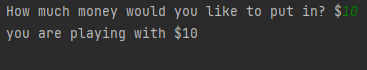 How much money would you like to put in? $10
you are playing with $10